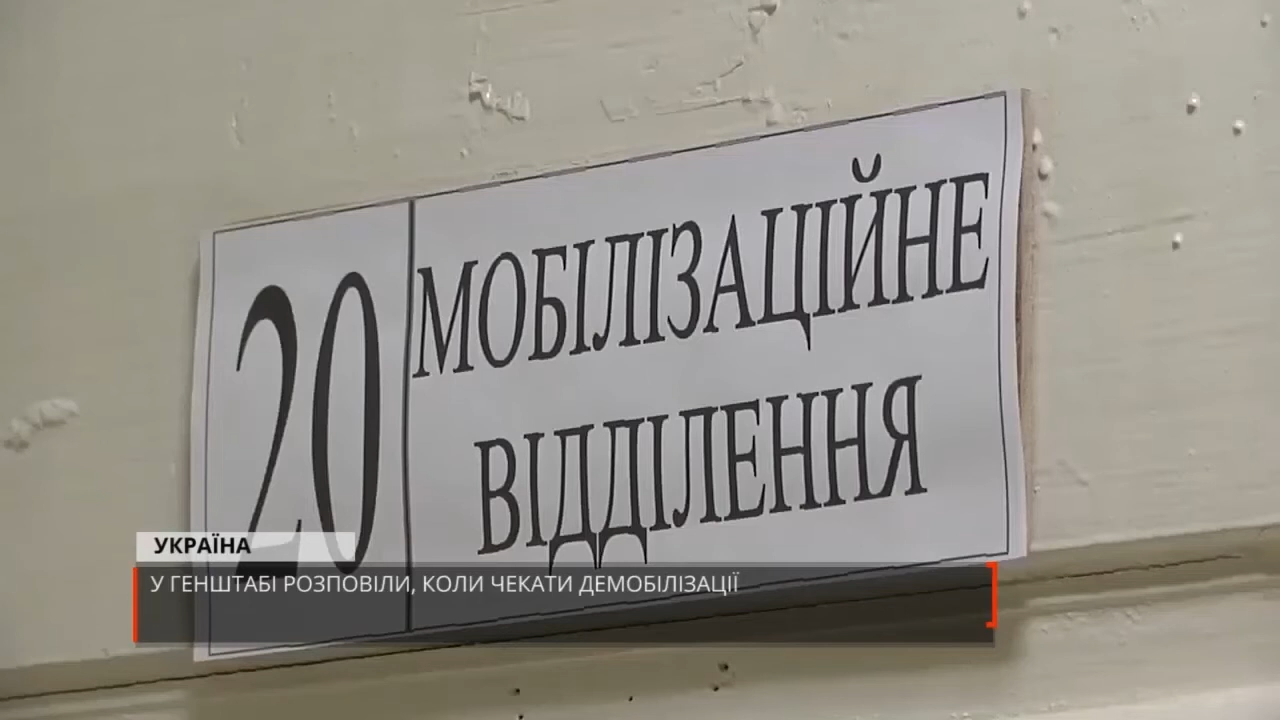 20
МОБІЛІЗАЦІЙНЕ
ВІДДІЛЕННЯ
УКРАЇНА
У ГЕНШТАБІ РОЗПОВІЛИ, КОЛИ ЧЕКАТИ ДЕМОБІЛІЗАЦІЇ